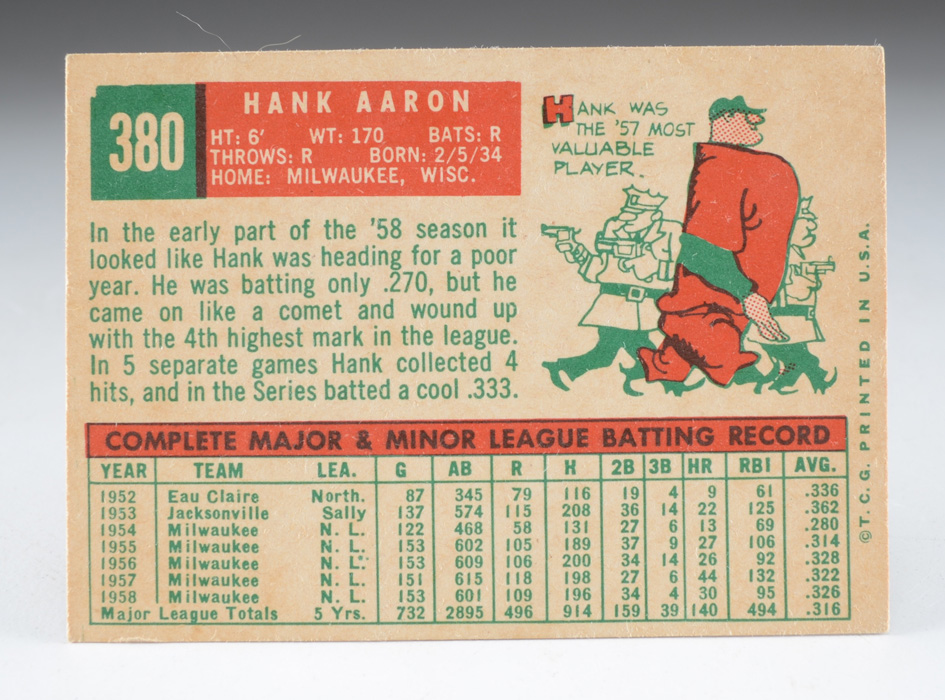 380
HANK AARON
HT: 6' WT: 170 BATS: R
THROWS: R BORN: 2/5/34
HOME: MILWAUKEE, WISC.
HANK WAS
THE '57 MOST
VALUABLE
PLAYER.
In the early part of the '58 season it
looked like Hank was heading for a poor
year. He was batting only .270, but he
came on like a comet and wound up
with the 4th highest mark in the league.
In 5 separate games Hank collected 4
hits, and in the Series batted a cool .333.
COMPLETE MAJOR & MINOR LEAGUE BATTING RECORD
YEAR TEAM LEA. G AB R H 2B 3B HR RBI AVG.
1952 Eau Claire North. 87 345 79 116 19 4 9 61 .336
1953 Jacksonville Sally 137 574 115 208 36 14 22 125 .362
1954 Milwaukee N. L. 122 468 58 131 27 6 13 69 .280
1955 Milwaukee N. L. 153 602 105 189 37 9 27 106 .314
1956 Milwaukee N. L. 153 609 106 200 34 14 26 92 .328
1957 Milwaukee N. L. 151 615 118 198 27 6 44 132 .322
1958 Milwaukee N. L. 153 601 109 196 34 4 30 95 .326
Major League Totals 5 Yrs. 732 2895 496 914 159 39 140 494 .316
©T. C. G. PRINTED IN U.S.A.